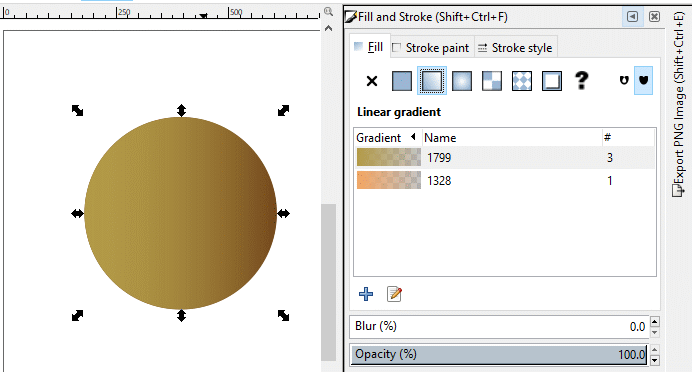 0 250 500
Fill and Stroke (Shift+Ctrl+F)
Fill Stroke paint Stroke style
?
Linear gradient
Gradient Name #
1799 3
1328 1
Blur (%) 0.0
Opacity (%) 100.0
Export PNG Image (Shift+Ctrl+E)